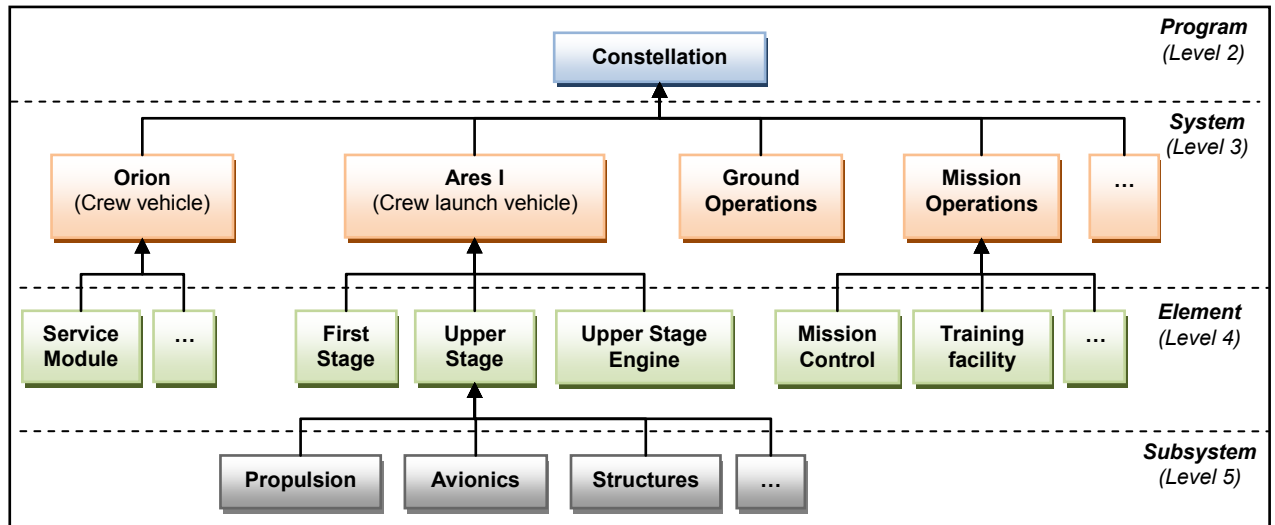 Program
(Level 2)
Constellation
System
(Level 3)
Orion
(Crew vehicle)
Ares I
(Crew launch vehicle)
Ground
Operations
Mission
Operations
...
Element
(Level 4)
Service
Module
...
First
Stage
Upper
Stage
Upper Stage
Engine
Mission
Control
Training
facility
...
Subsystem
(Level 5)
Propulsion
Avionics
Structures
...